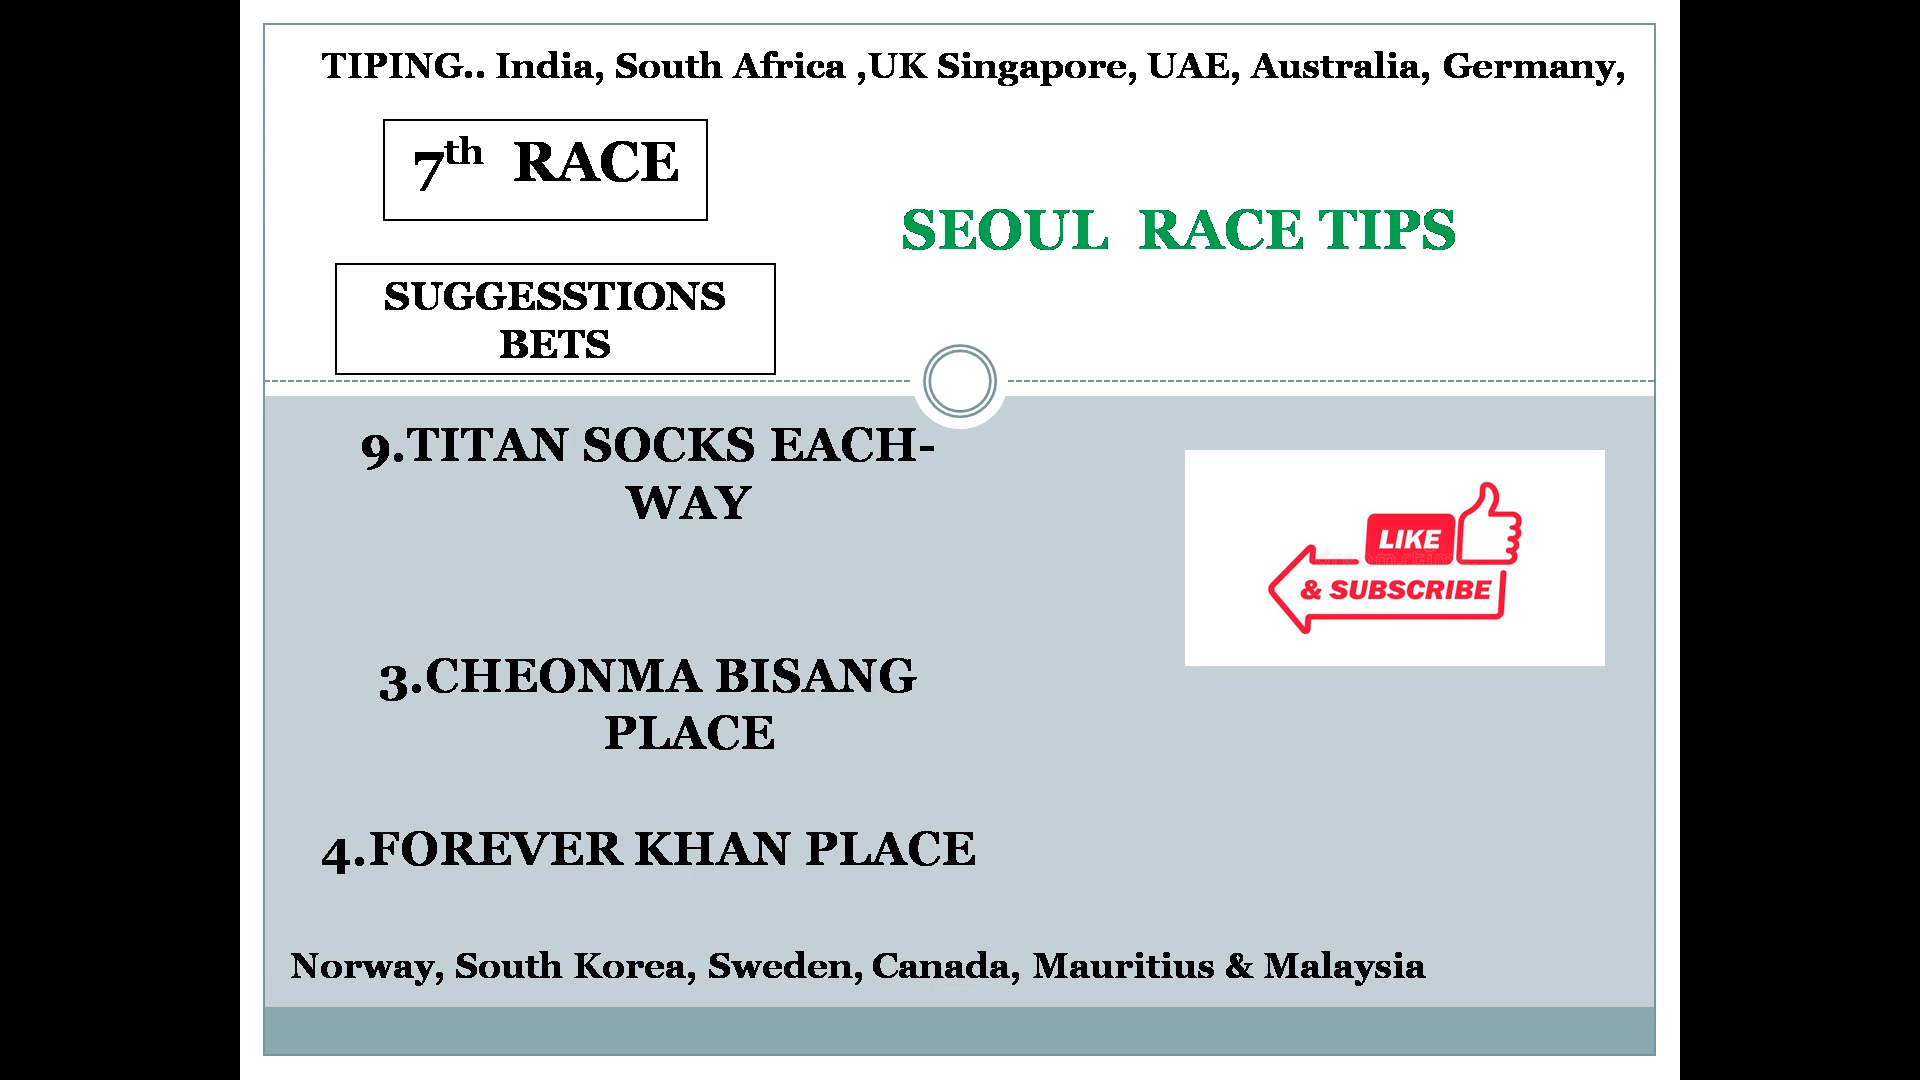 TIPING.. India, South Africa ,UK Singapore, UAE, Australia, Germany,
7th RACE
SEOUL RACE TIPS
SUGGESSTIONS
BETS
9.TITAN SOCKS EACH-
WAY
LIKE
& SUBSCRIBE
3.CHEONMA BISANG
PLACE
4.FOREVER KHAN PLACE
Norway, South Korea, Sweden, Canada, Mauritius & Malaysia